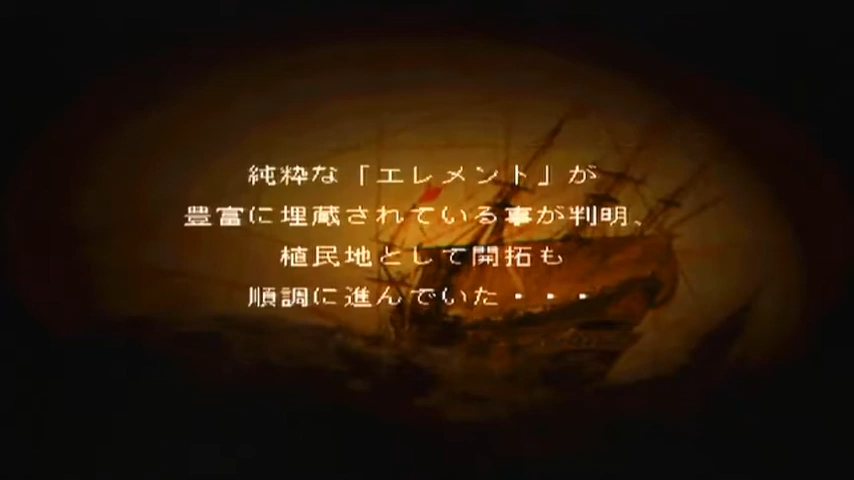 純粋な「エレメント」が
豊富に埋蔵されている事が判明、
植民地として開拓も
順調に進んでいた・・・